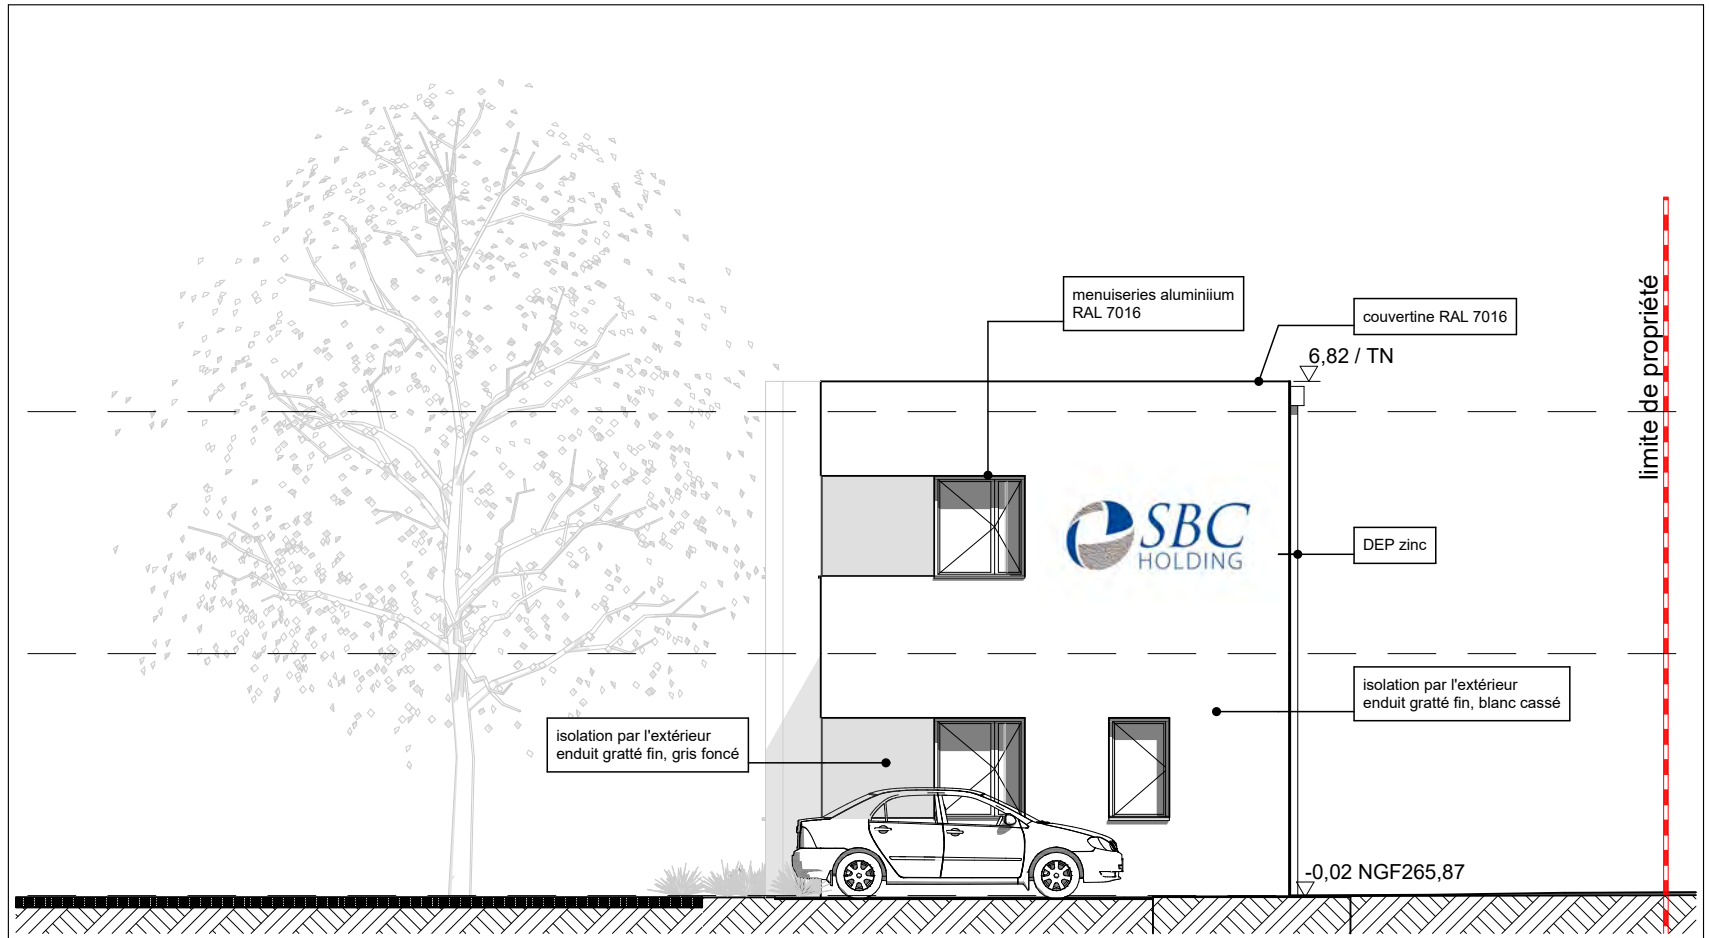 menuiseries aluminiium
RAL 7016
couvertine RAL 7016
6,82 / TN
limite de propriété
SBC
HOLDING
DEP zinc
isolation par l'extérieur
enduit gratté fin, blanc cassé
isolation par l'extérieur
enduit gratté fin, gris foncé
-0,02 NGF265,87